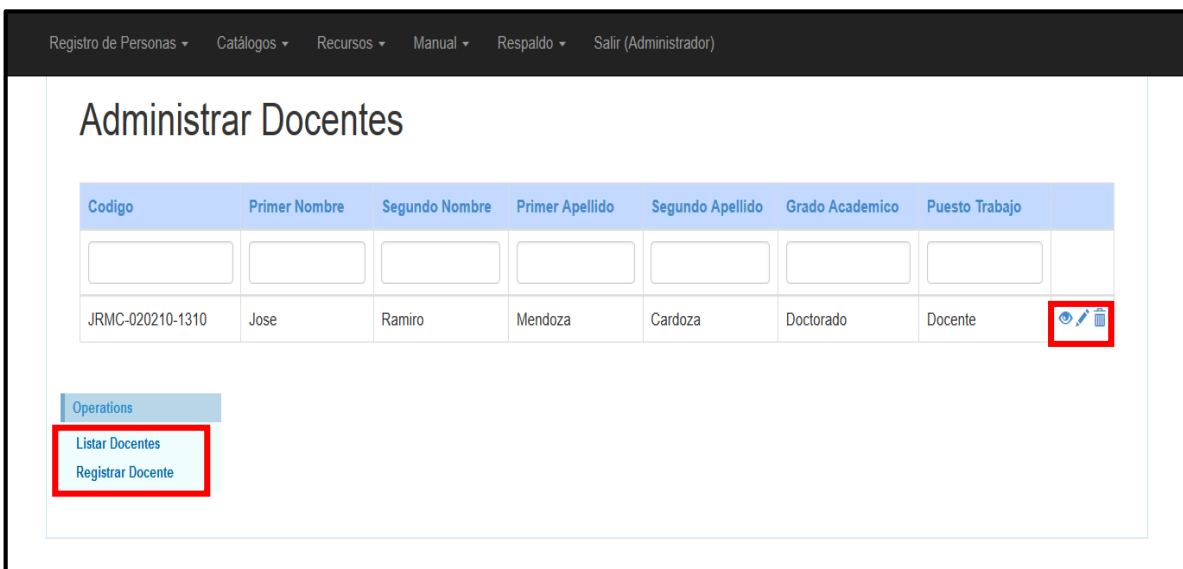 Registro de Personas Catálogos Recursos Manual Respaldo Salir (Administrador)
Administrar Docentes
Codigo Primer Nombre Segundo Nombre Primer Apellido Segundo Apellido Grado Academico Puesto Trabajo
JRMC-020210-1310 Jose Ramiro Mendoza Cardoza Doctorado Docente
Operations
Listar Docentes
Registrar Docente